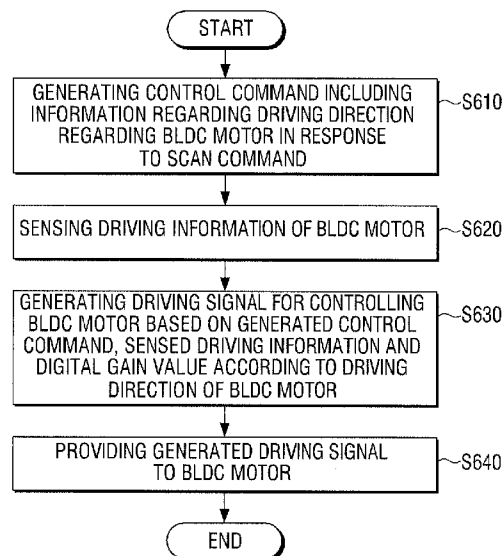 START
GENERATING CONTROL COMMAND INCLUDING
INFORMATION REGARDING DRIVING DIRECTION
REGARDING BLDC MOTOR IN RESPONSE
TO SCAN COMMAND
S610
SENSING DRIVING INFORMATION OF BLDC MOTOR
S620
GENERATING DRIVING SIGNAL FOR CONTROLLING
BLDC MOTOR BASED ON GENERATED CONTROL
COMMAND, SENSED DRIVING INFORMATION AND
DIGITAL GAIN VALUE ACCORDING TO DRIVING
DIRECTION OF BLDC MOTOR
S630
PROVIDING GENERATED DRIVING SIGNAL
TO BLDC MOTOR
S640
END